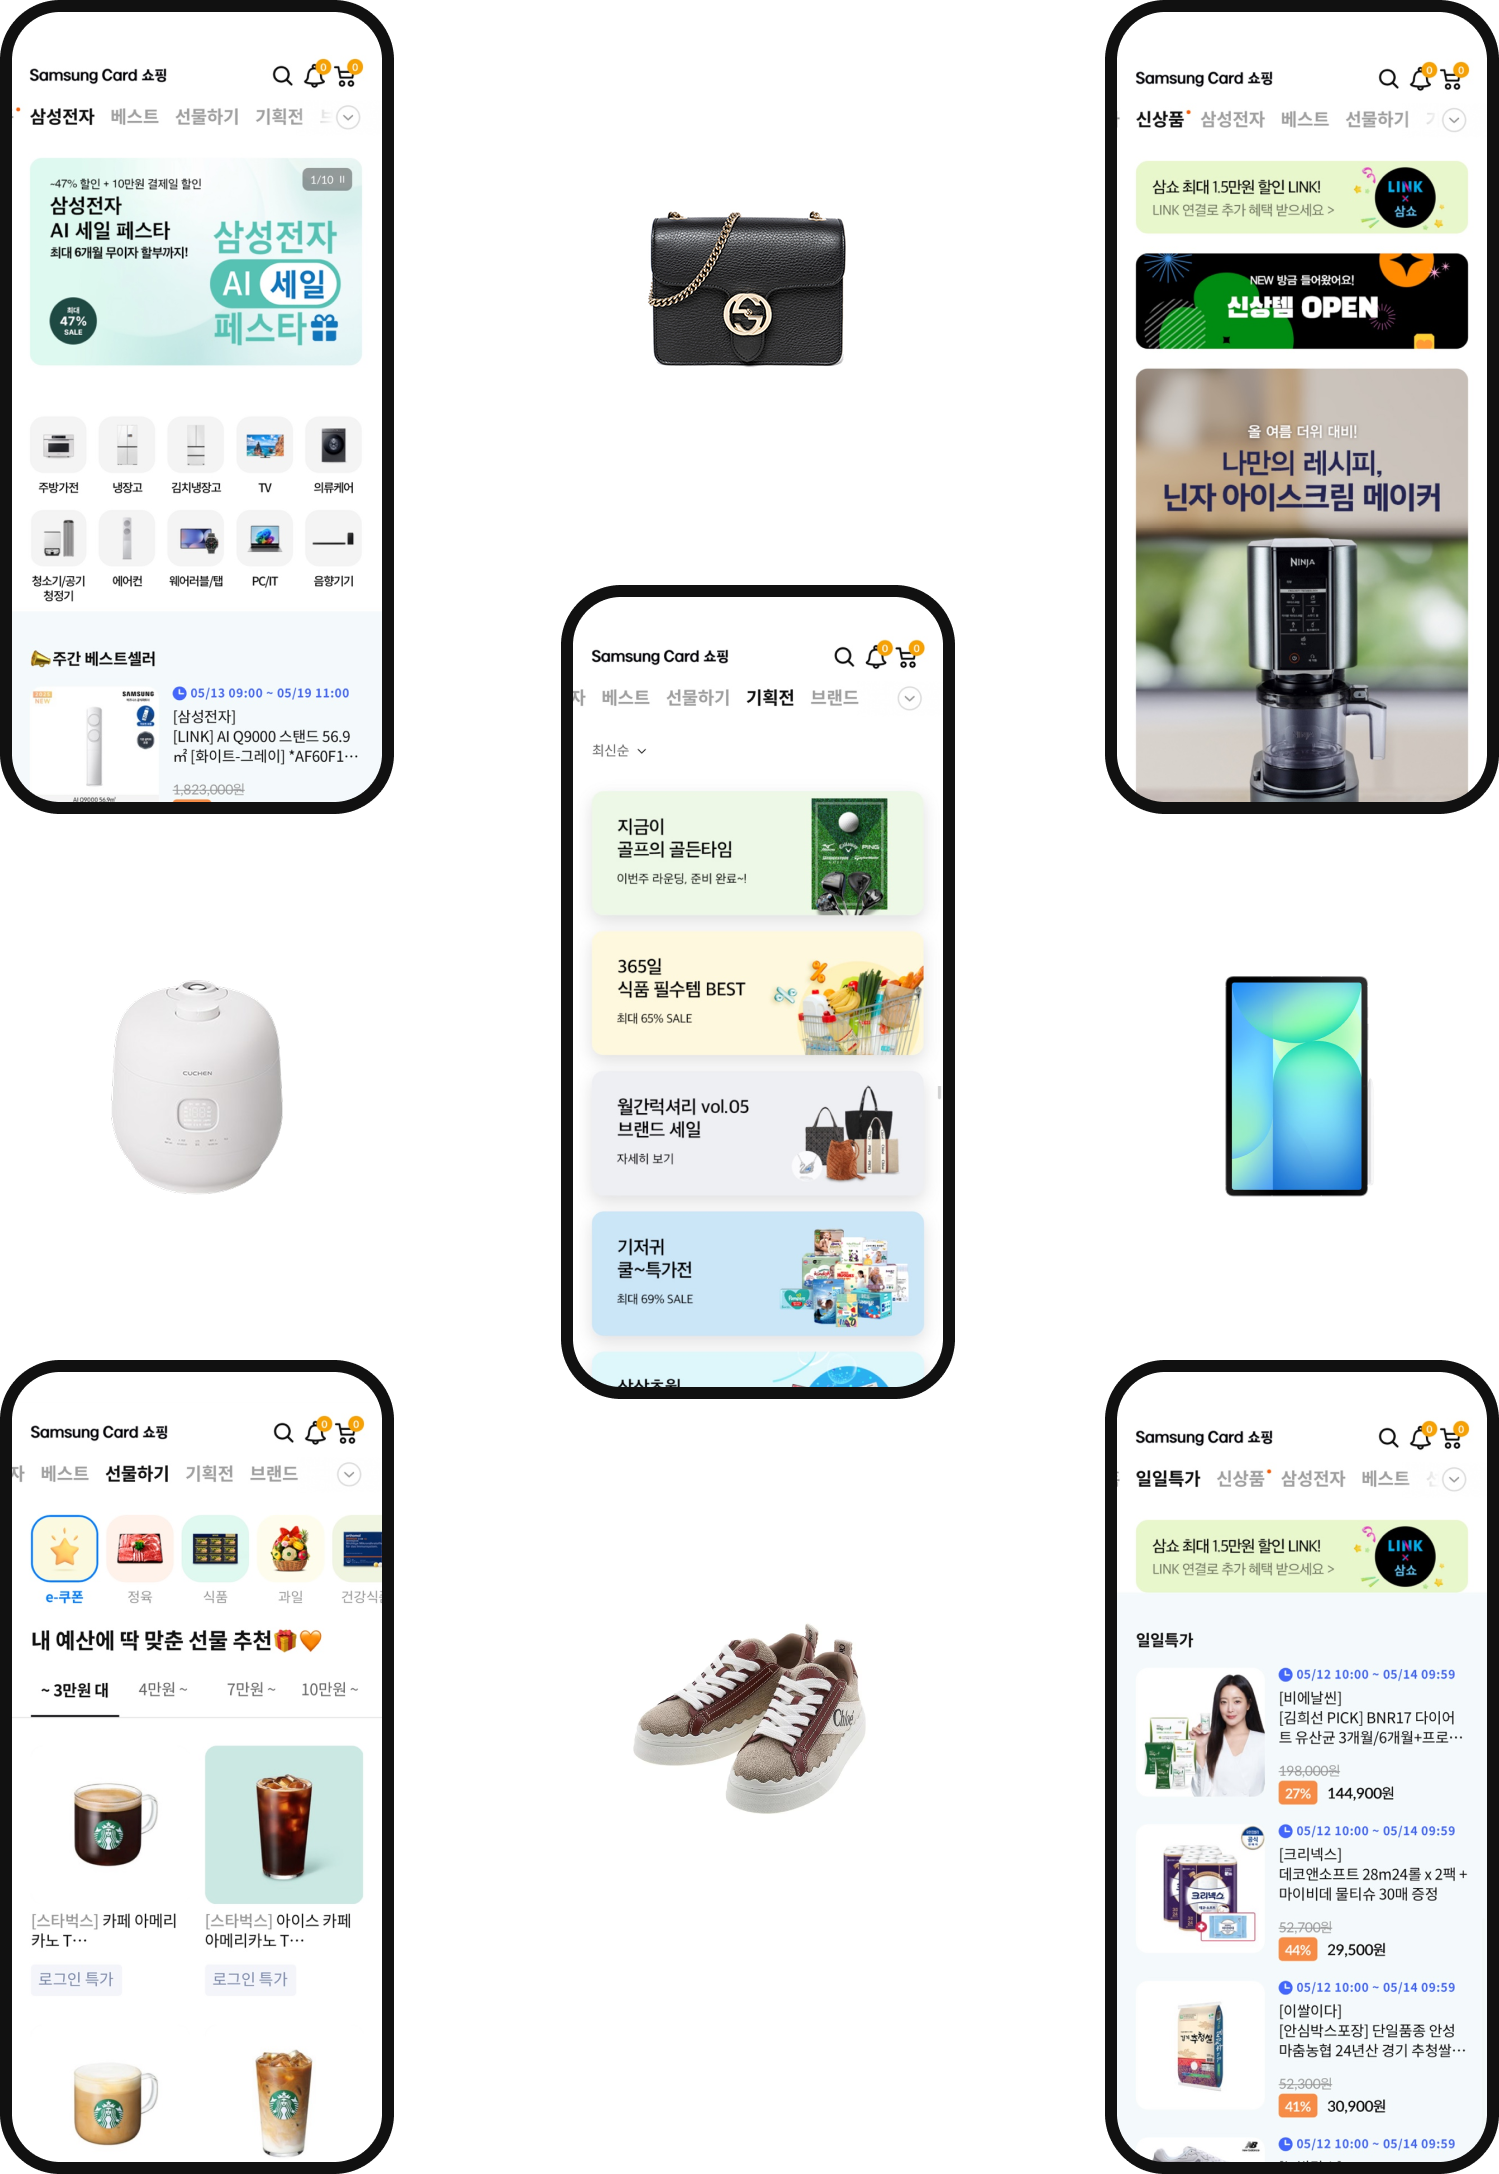 Samsung Card 쇼핑
0
0
삼성전자 베스트 선물하기 기획전
~47% 할인 + 10만원 결제일 할인
1/10
삼성전자
AI 세일 페스타
최대 6개월 무이자 할부까지!
삼성전자
AI 세일
페스타
최대
47%
SALE
주방가전 냉장고 김치냉장고 TV 의류케어
청소기/공기
청정기
에어컨 웨어러블/탭 PC/IT 음향기기
주간 베스트셀러
SAMSUNG
NEW
AI Q9000 56.9㎡
05/13 09:00 ~ 05/19 11:00
[삼성전자]
[LINK] AI Q9000 스탠드 56.9
㎡ [화이트-그레이] *AF60F1···
1,823,000원
Samsung Card 쇼핑
0
0
신상품 삼성전자 베스트 선물하기
삼쇼 최대 1.5만원 할인 LINK!
LINK 연결로 추가 혜택 받으세요 >
LINK
×
삼쇼
NEW 방금 들어왔어요!
신상템 OPEN
올 여름 더위 대비!
나만의 레시피,
닌자 아이스크림 메이커
NINJA
Samsung Card 쇼핑
0
0
자 베스트 선물하기 기획전 브랜드
최신순
지금이
골프의 골든타임
이번주 라운딩, 준비 완료~!
Callaway
PING
365일
식품 필수템 BEST
최대 65% SALE
월간럭셔리 vol.05
브랜드 세일
자세히 보기
기저귀
쿨~특가전
최대 69% SALE
CUCHEN
Samsung Card 쇼핑
0
0
자 베스트 선물하기 기획전 브랜드
e-쿠폰 정육 식품 과일 건강식품
내 예산에 딱 맞춘 선물 추천
~ 3만원 대 4만원 ~ 7만원 ~ 10만원 ~
[스타벅스] 카페 아메리
카노 T···
로그인 특가
[스타벅스] 아이스 카페
아메리카노 T···
로그인 특가
Chloé
Samsung Card 쇼핑
0
0
일일특가 신상품 삼성전자 베스트
삼쇼 최대 1.5만원 할인 LINK!
LINK 연결로 추가 혜택 받으세요 >
LINK
×
삼쇼
일일특가
05/12 10:00 ~ 05/14 09:59
[비에날씬]
[김희선 PICK] BNR17 다이어
트 유산균 3개월/6개월+프로···
198,000원
27% 144,900원
05/12 10:00 ~ 05/14 09:59
[크리넥스]
데코앤소프트 28m24롤 x 2팩 +
마이비데 물티슈 30매 증정
52,700원
44% 29,500원
공식
크리넥스
05/12 10:00 ~ 05/14 09:59
[이쌀이다]
[안심박스포장] 단일품종 안성
마춤농협 24년산 경기 추청쌀···
52,300원
41% 30,900원
추청쌀
05/12 10:00 ~ 05/14 09:59